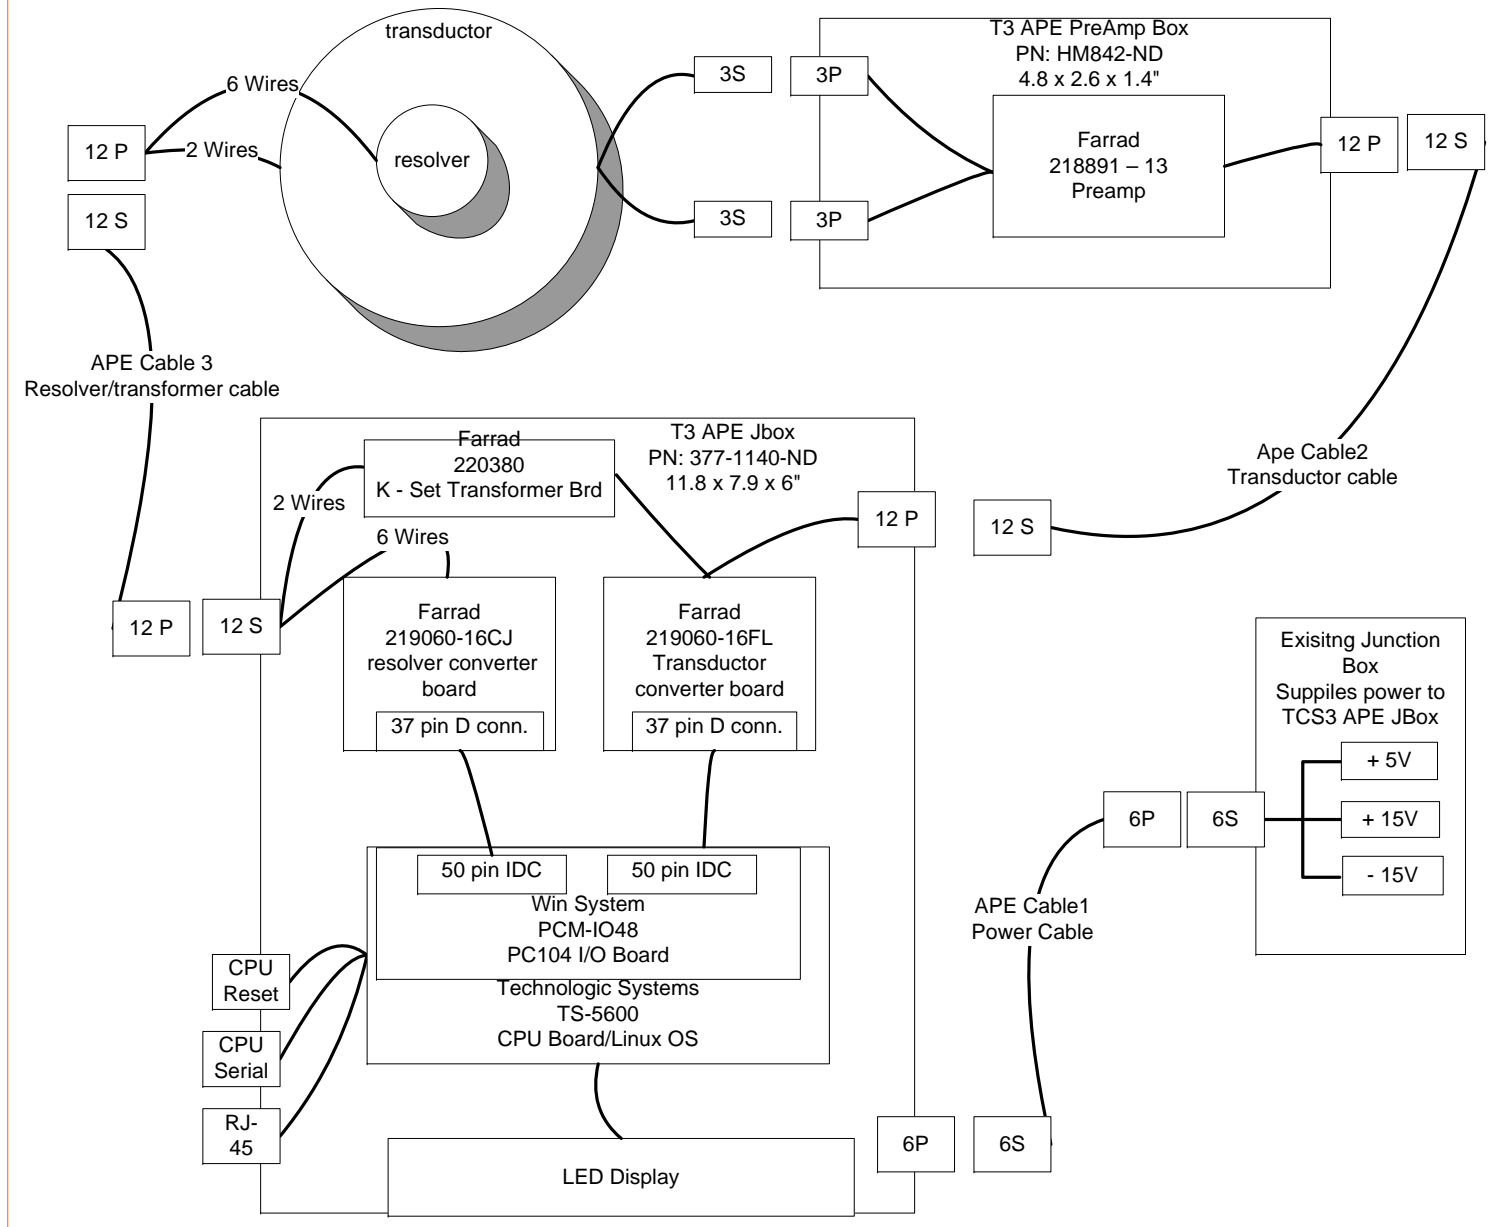 transductor
6 Wires
2 Wires
resolver
12 P
12 S
3S
3P
3S
3P
T3 APE PreAmp Box
PN: HM842-ND
4.8 x 2.6 x 1.4"
Farrad
218891 – 13
Preamp
12 P
12 S
APE Cable 3
Resolver/transformer cable
Ape Cable2
Transductor cable
T3 APE Jbox
PN: 377-1140-ND
11.8 x 7.9 x 6"
Farrad
220380
K - Set Transformer Brd
2 Wires
6 Wires
12 P
12 S
12 P
12 S
Farrad
219060-16CJ
resolver converter
board
37 pin D conn.
Farrad
219060-16FL
Transductor
converter board
37 pin D conn.
Exisitng Junction
Box
Suppiles power to
TCS3 APE JBox
+ 5V
+ 15V
- 15V
6P
6S
APE Cable1
Power Cable
50 pin IDC
50 pin IDC
Win System
PCM-IO48
PC104 I/O Board
Technologic Systems
TS-5600
CPU Board/Linux OS
CPU
Reset
CPU
Serial
RJ-
45
LED Display
6P
6S